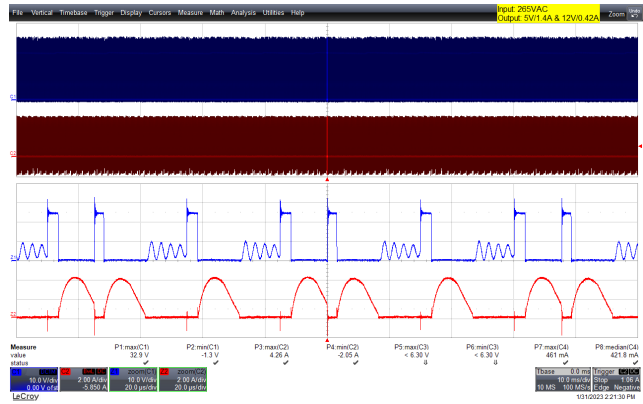 File Vertical Timebase Trigger Display Cursors Measure Math Analysis Utilities Help
Input: 265VAC
Output: 5V/1.4A & 12V/0.42A
Zoom Undo
C1
C2
Measure P1:max(C1) P2:min(C1) P3:max(C2) P4:min(C2) P5:max(C3) P6:min(C3) P7:max(C4) P8:median(C4)
value 32.9 V -1.3 V 4.26 A -2.05 A < 6.30 V < 6.30 V 461 mA 421.8 mA
status
zoom(C1) zoom(C2) Tbase 0.0 ms Trigger C2 DC
10.0 V/div 2.00 A/div 10.0 V/div 2.00 A/div 10.0 ms/div Stop 1.06 A
0.00 V ofst -5.850 A 20.0 µs/div 20.0 µs/div 10 MS 100 MS/s Edge Negative
LeCroy 1/31/2023 2:21:30 PM